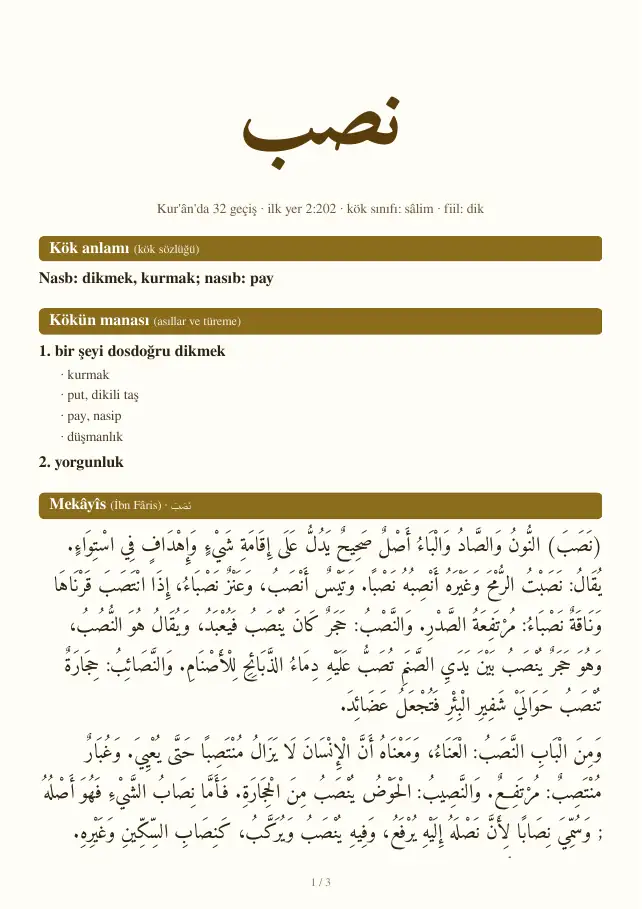 نصب
Kur'ân'da 32 geçiş · ilk yer 2:202 · kök sınıfı: sâlim · fiil: dik
Kök anlamı (kök sözlüğü)
Nasb: dikmek, kurmak; nasıb: pay
Kökün manası (asıllar ve türeme)
1. bir şeyi dosdoğru dikmek
· kurmak
· put, dikili taş
· pay, nasip
· düşmanlık
2. yorgunluk
Mekâyîs (İbn Fâris) · نَصَبَ
(نَصَبَ) النُّونُ وَالصَّادُ وَالْبَاءُ أَصْلٌ صَحِيحٌ يَدُلُّ عَلَى إِقَامَةِ شَيْءٍ وَإِهْدَافٍ فِي اسْتِوَاءٍ.
يُقَالُ: نَصَبْتُ الرُّمْحَ وَغَيْرَهُ أَنْصِبُهُ نَصْبًا. وَتَيْسٌ أَنْصَبُ، وَعَنْزٌ نَصْبَاءُ، إِذَا انْتَصَبَ قَرْنَاهَا
وَنَاقَةٌ نَصْبَاءُ: مُرْتَفِعَةُ الصَّدْرِ. وَالنَّصْبُ: حَجَرٌ كَانَ يُنْصَبُ فَيُعْبَدُ، وَيُقَالُ هُوَ النُّصُبُ،
وَهُوَ حَجَرٌ يُنْصَبُ بَيْنَ يَدَيِ الصَّنَمِ تُصَبُّ عَلَيْهِ دِمَاءُ الذَّبَائِحِ لِلْأَصْنَامِ. وَالنَّصَائِبُ: حِجَارَةٌ
تُنْصَبُ حَوَالَيْ شَفِيرِ الْبِئْرِ فَتُجْعَلُ عَضَائِدَ.
وَمِنَ الْبَابِ النَّصَبُ: الْعَنَاءُ، وَمَعْنَاهُ أَنَّ الْإِنْسَانَ لَا يَزَالُ مُنْتَصِبًا حَتَّى يُعْيِيَ. وَغُبَارٌ
مُنْتَصِبٌ: مُرْتَفِعٌ. وَالنَّصِيبُ: الْحَوْضُ يُنْصَبُ مِنَ الْحِجَارَةِ. فَأَمَّا نِصَابُ الشَّيْءِ فَهُوَ أَصْلُهُ
; وَسُمِّيَ نِصَابًا لِأَنَّ نَصْلَهُ إِلَيْهِ يُرْفَعُ، وَفِيهِ يُنْصَبُ وَيُرَكَّبُ، كَنِصَابِ السِّكِّينِ وَغَيْرِهِ.
1 / 3